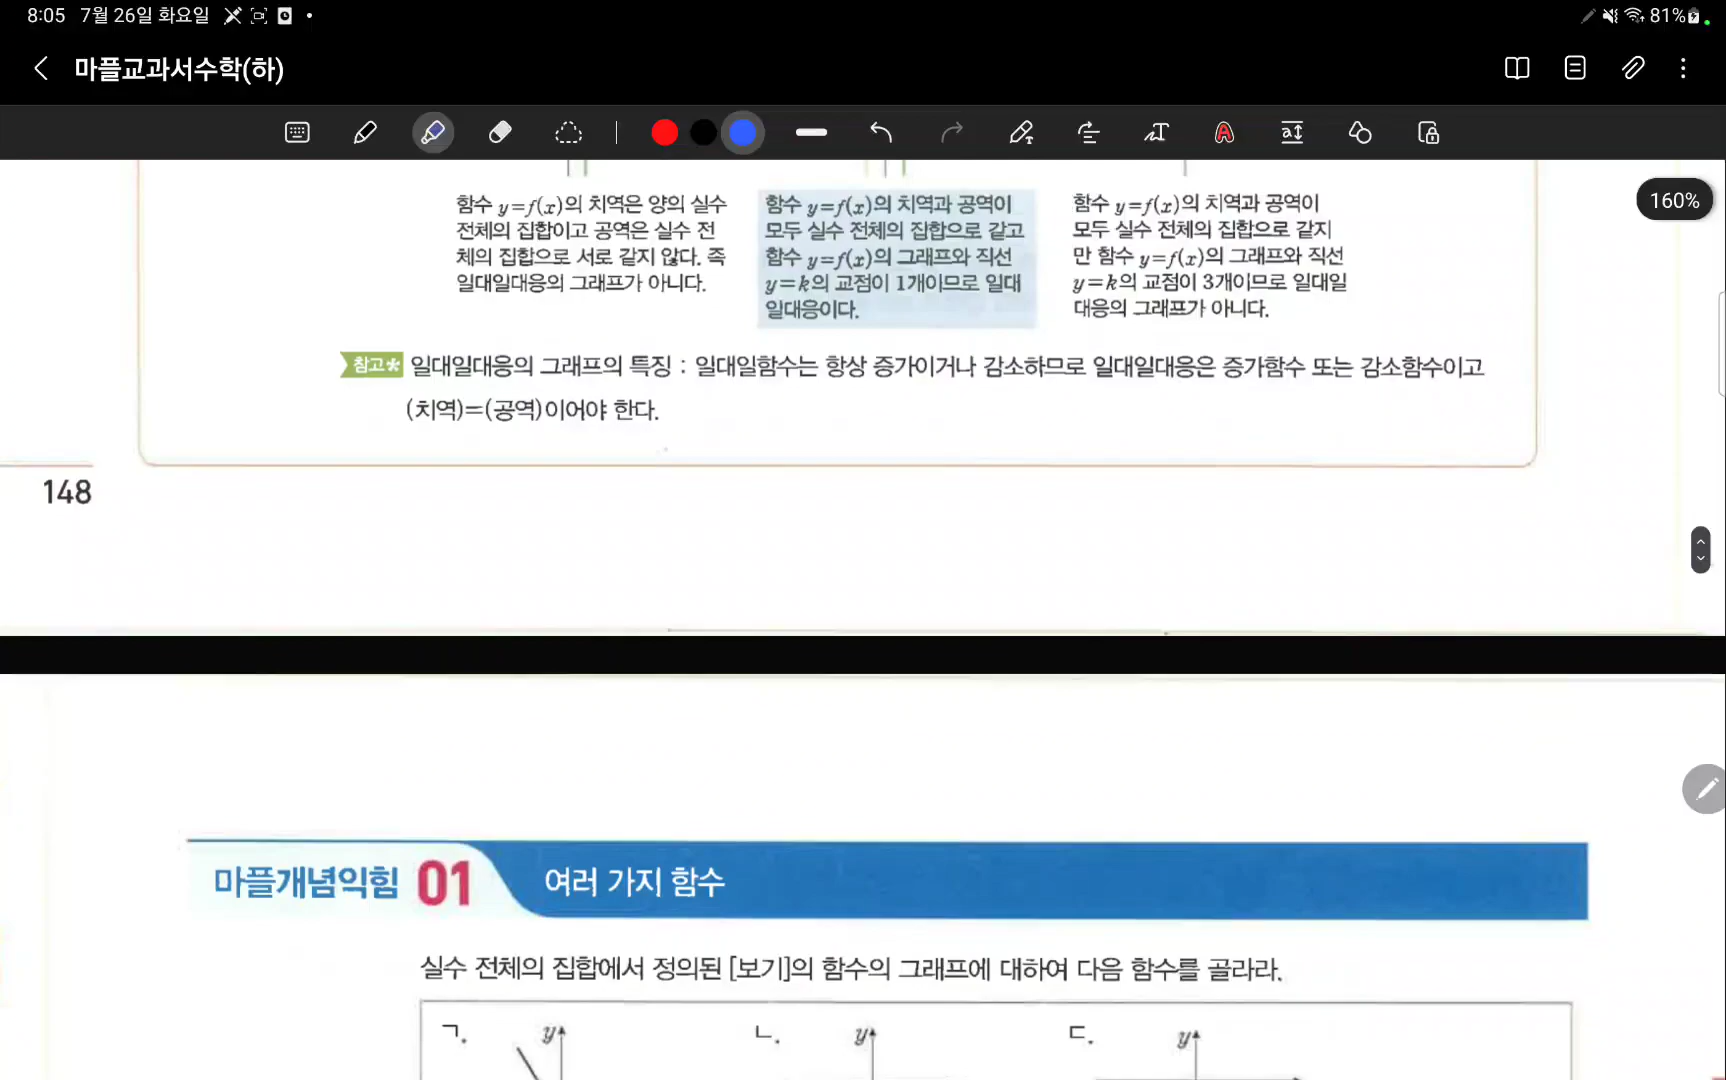 8:05 7월 26일 화요일
81%
마플교과서수학(하)
160%
함수 y=f(x)의 치역은 양의 실수
전체의 집합이고 공역은 실수 전
체의 집합으로 서로 같지 않다. 즉
일대일대응의 그래프가 아니다.
함수 y=f(x)의 치역과 공역이
모두 실수 전체의 집합으로 같고
함수 y=f(x)의 그래프와 직선
y=k의 교점이 1개이므로 일대
일대응이다.
함수 y=f(x)의 치역과 공역이
모두 실수 전체의 집합으로 같지
만 함수 y=f(x)의 그래프와 직선
y=k의 교점이 3개이므로 일대일
대응의 그래프가 아니다.
참고* 일대일대응의 그래프의 특징 : 일대일함수는 항상 증가이거나 감소하므로 일대일대응은 증가함수 또는 감소함수이고
(치역)=(공역)이어야 한다.
148
마플개념익힘 01 여러 가지 함수
실수 전체의 집합에서 정의된 [보기]의 함수의 그래프에 대하여 다음 함수를 골라라.
ㄱ. y ㄴ. y ㄷ. y